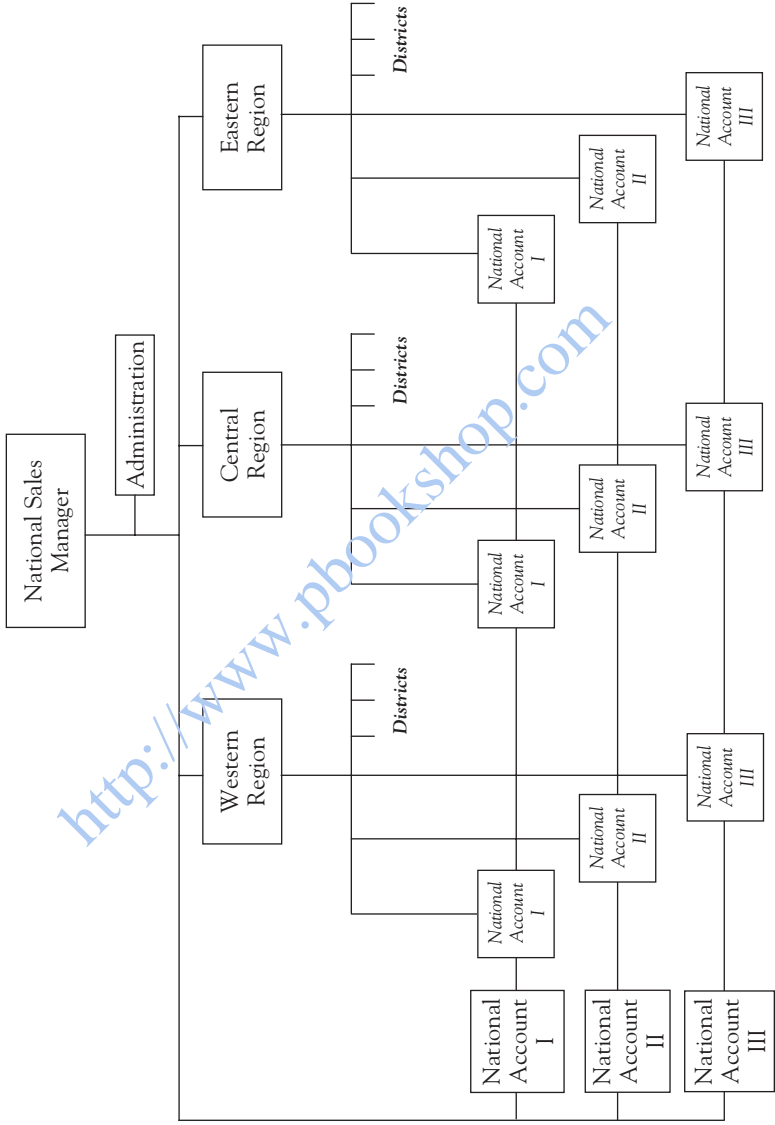 National Sales
Manager
Administration
Western
Region
Central
Region
Eastern
Region
Districts
Districts
Districts
National
Account
I
National
Account
I
National
Account
I
National
Account
I
National
Account
II
National
Account
II
National
Account
II
National
Account
II
National
Account
III
National
Account
III
National
Account
III
National
Account
III
http://www.pbookshop.com